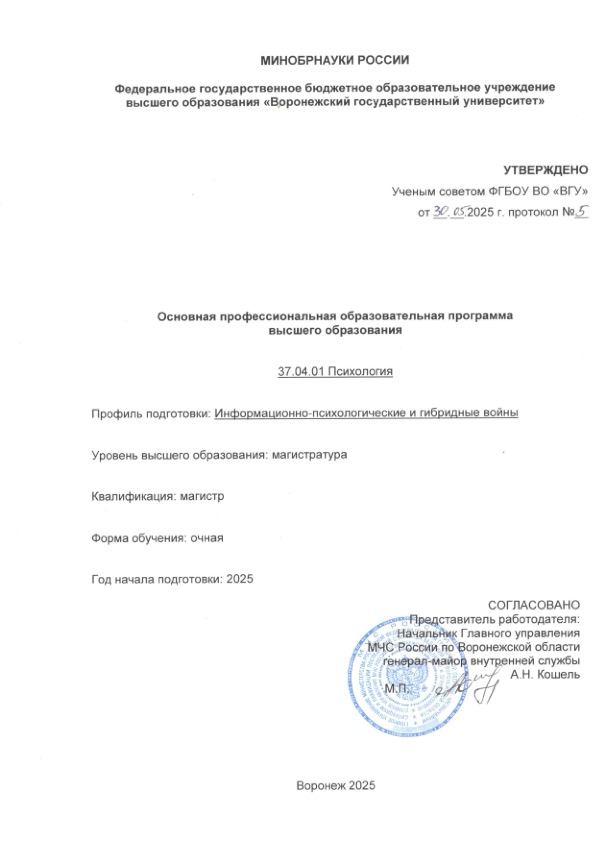 МИНОБРНАУКИ РОССИИ
Федеральное государственное бюджетное образовательное учреждение
высшего образования «Воронежский государственный университет»
УТВЕРЖДЕНО
Ученым советом ФГБОУ ВО «ВГУ»
от 30.05.2025 г. протокол №5
Основная профессиональная образовательная программа
высшего образования
37.04.01 Психология
Профиль подготовки: Информационно-психологические и гибридные войны
Уровень высшего образования: магистратура
Квалификация: магистр
Форма обучения: очная
Год начала подготовки: 2025
СОГЛАСОВАНО
Представитель работодателя:
Начальник Главного управления
МЧС России по Воронежской области
генерал-майор внутренней службы
А.Н. Кошель
М.П.
Воронеж 2025